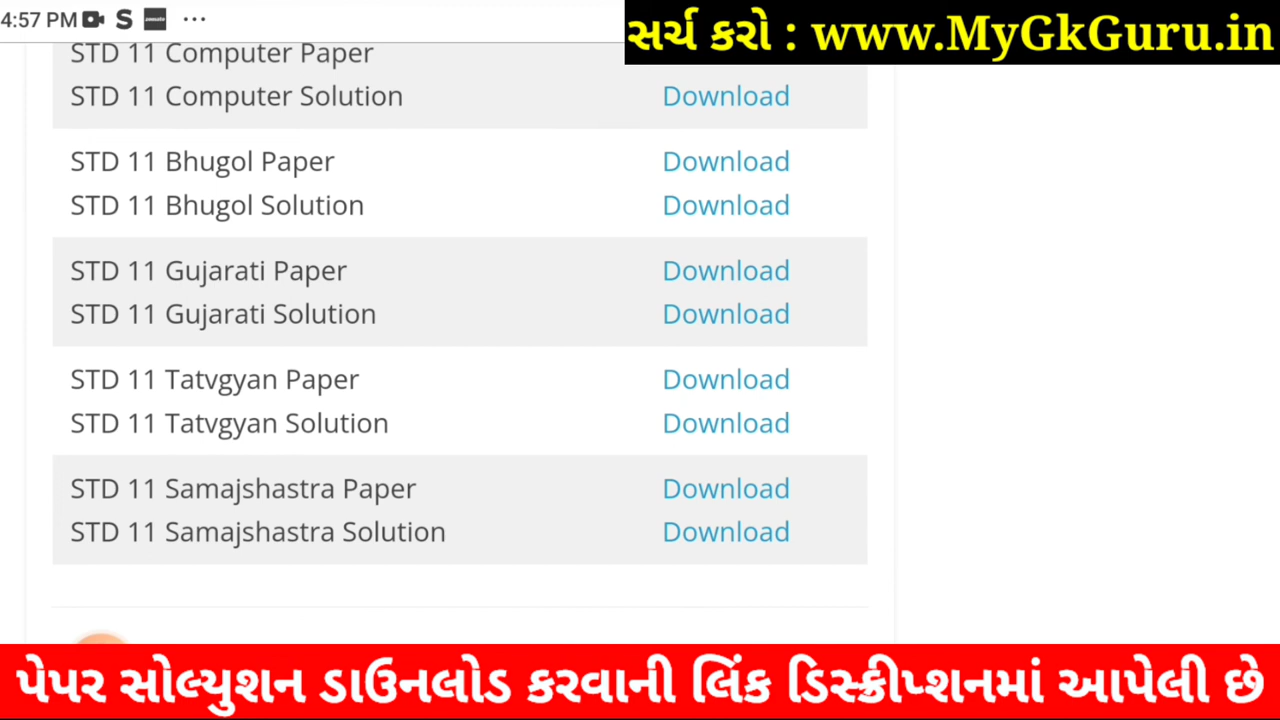 4:57 PM S zomato ...
સર્ચ કરો : www.MyGkGuru.in
STD 11 Computer Paper
STD 11 Computer Solution Download
STD 11 Bhugol Paper Download
STD 11 Bhugol Solution Download
STD 11 Gujarati Paper Download
STD 11 Gujarati Solution Download
STD 11 Tatvgyan Paper Download
STD 11 Tatvgyan Solution Download
STD 11 Samajshastra Paper Download
STD 11 Samajshastra Solution Download
પેપર સોલ્યુશન ડાઉનલોડ કરવાની લિંક ડિસ્ક્રીપ્શનમાં આપેલી છે